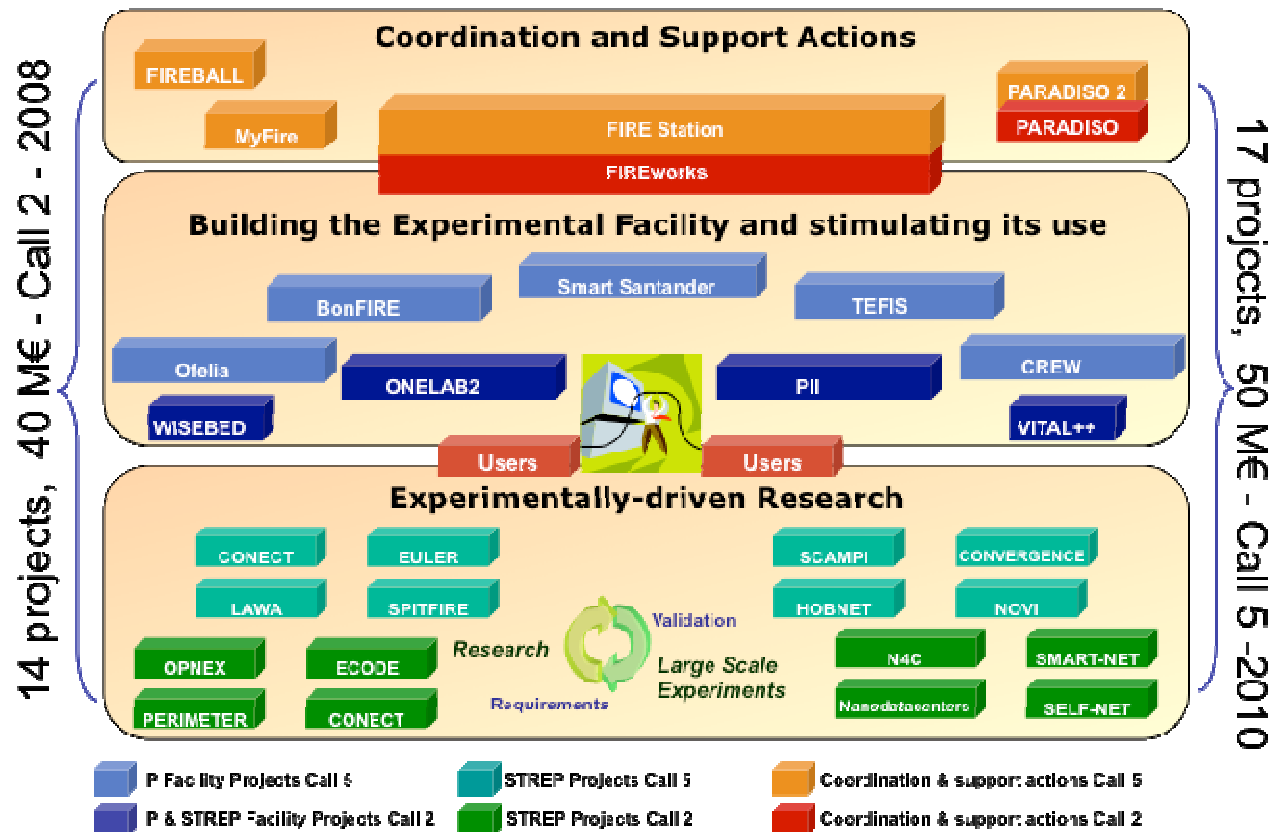 14 projects, 40 M€ - Call 2 - 2008
Coordination and Support Actions
FIREBALL
MyFire
FIRE Station
FIREworks
PARADISO 2
PARADISO
Building the Experimental Facility and stimulating its use
Smart Santander
BonFIRE
TEFIS
Ofelia
ONELAB2
PII
CREW
WISEBED
VITAL++
Users
Users
Experimentally-driven Research
CONECT
EULER
SCAMPI
CONVERGENCE
LAWA
SPITFIRE
HOBNET
NOVI
Validation
Research
Large Scale
Experiments
Requirements
OPNEX
ECODE
N4C
SMART-NET
PERIMETER
CONECT
Nanodatacenters
SELF-NET
17 projects, 50 M€ - Call 5 -2010
P Facility Projects Call 5
STREP Projects Call 5
Coordination & support actions Call 5
P & STREP Facility Projects Call 2
STREP Projects Call 2
Coordination & support actions Call 2